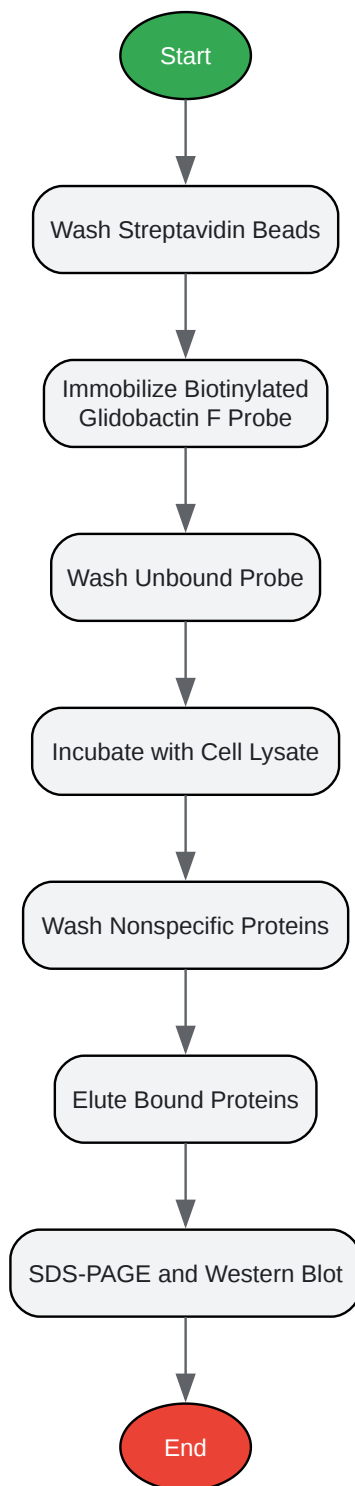 Start
Wash Streptavidin Beads
Immobilize Biotinylated
Glidobactin F Probe
Wash Unbound Probe
Incubate with Cell Lysate
Wash Nonspecific Proteins
Elute Bound Proteins
SDS-PAGE and Western Blot
End